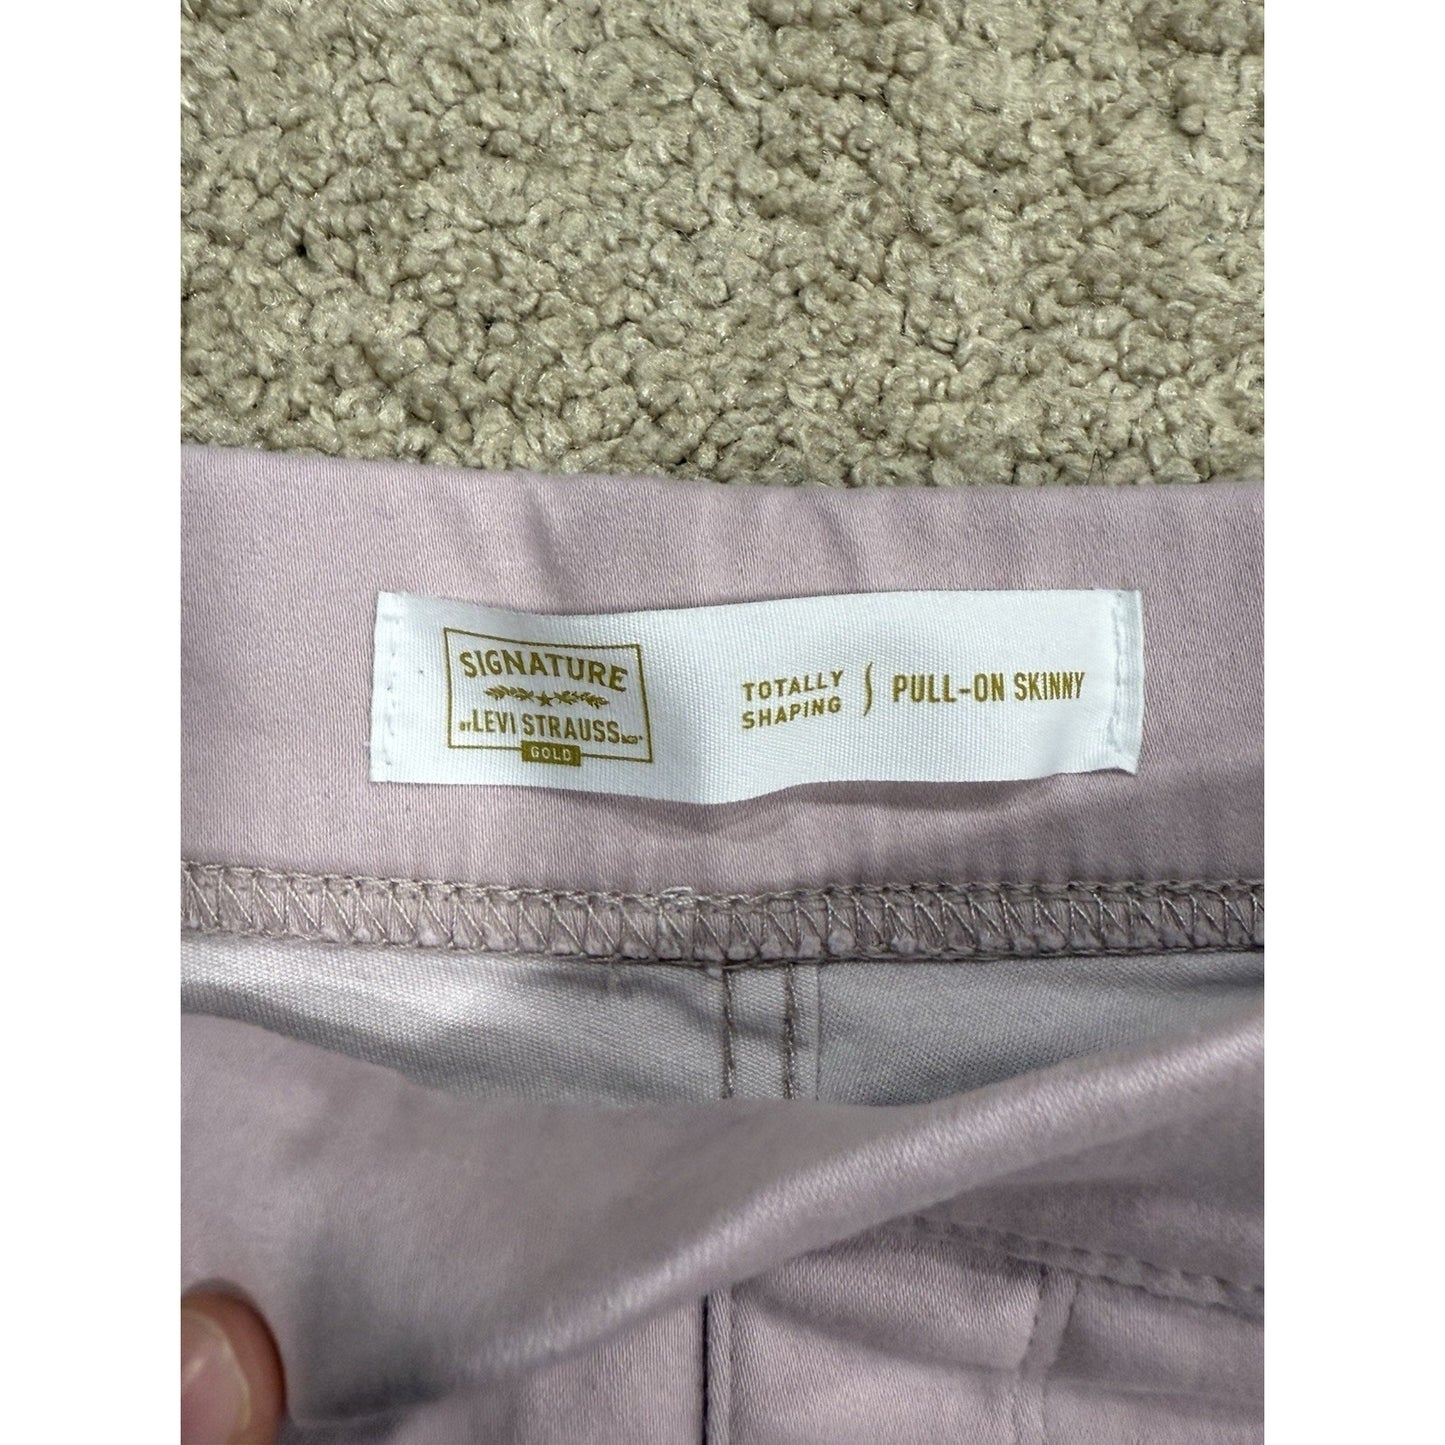 SIGNATURE
BY LEVI STRAUSS &CO
GOLD
TOTALLY
SHAPING
PULL-ON SKINNY